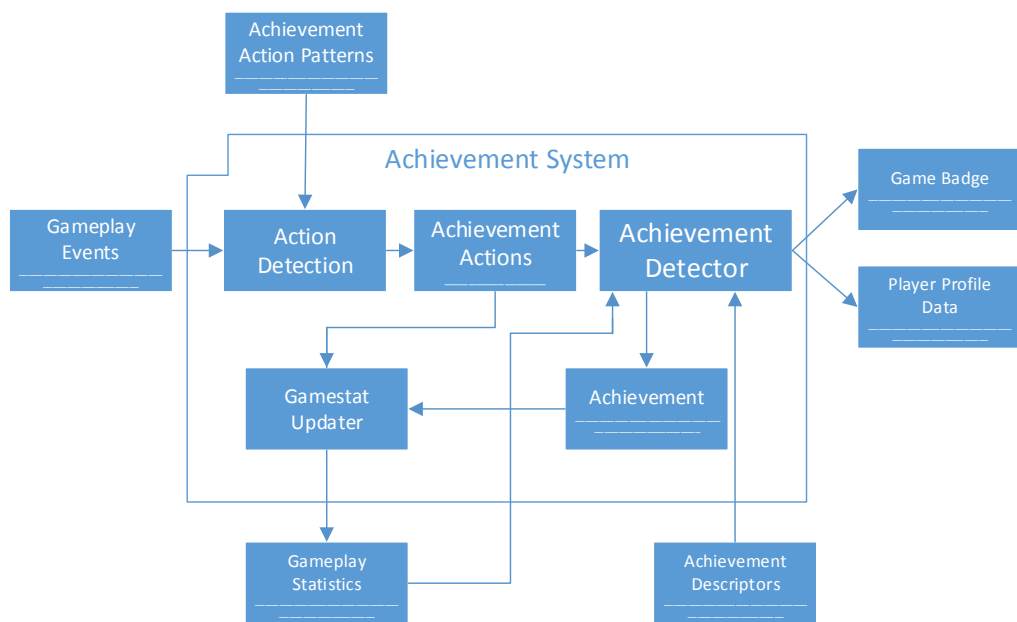 Achievement
Action Patterns
Achievement System
Gameplay
Events
Action
Detection
Achievement
Actions
Achievement
Detector
Game Badge
Player Profile
Data
Gamestat
Updater
Achievement
Gameplay
Statistics
Achievement
Descriptors